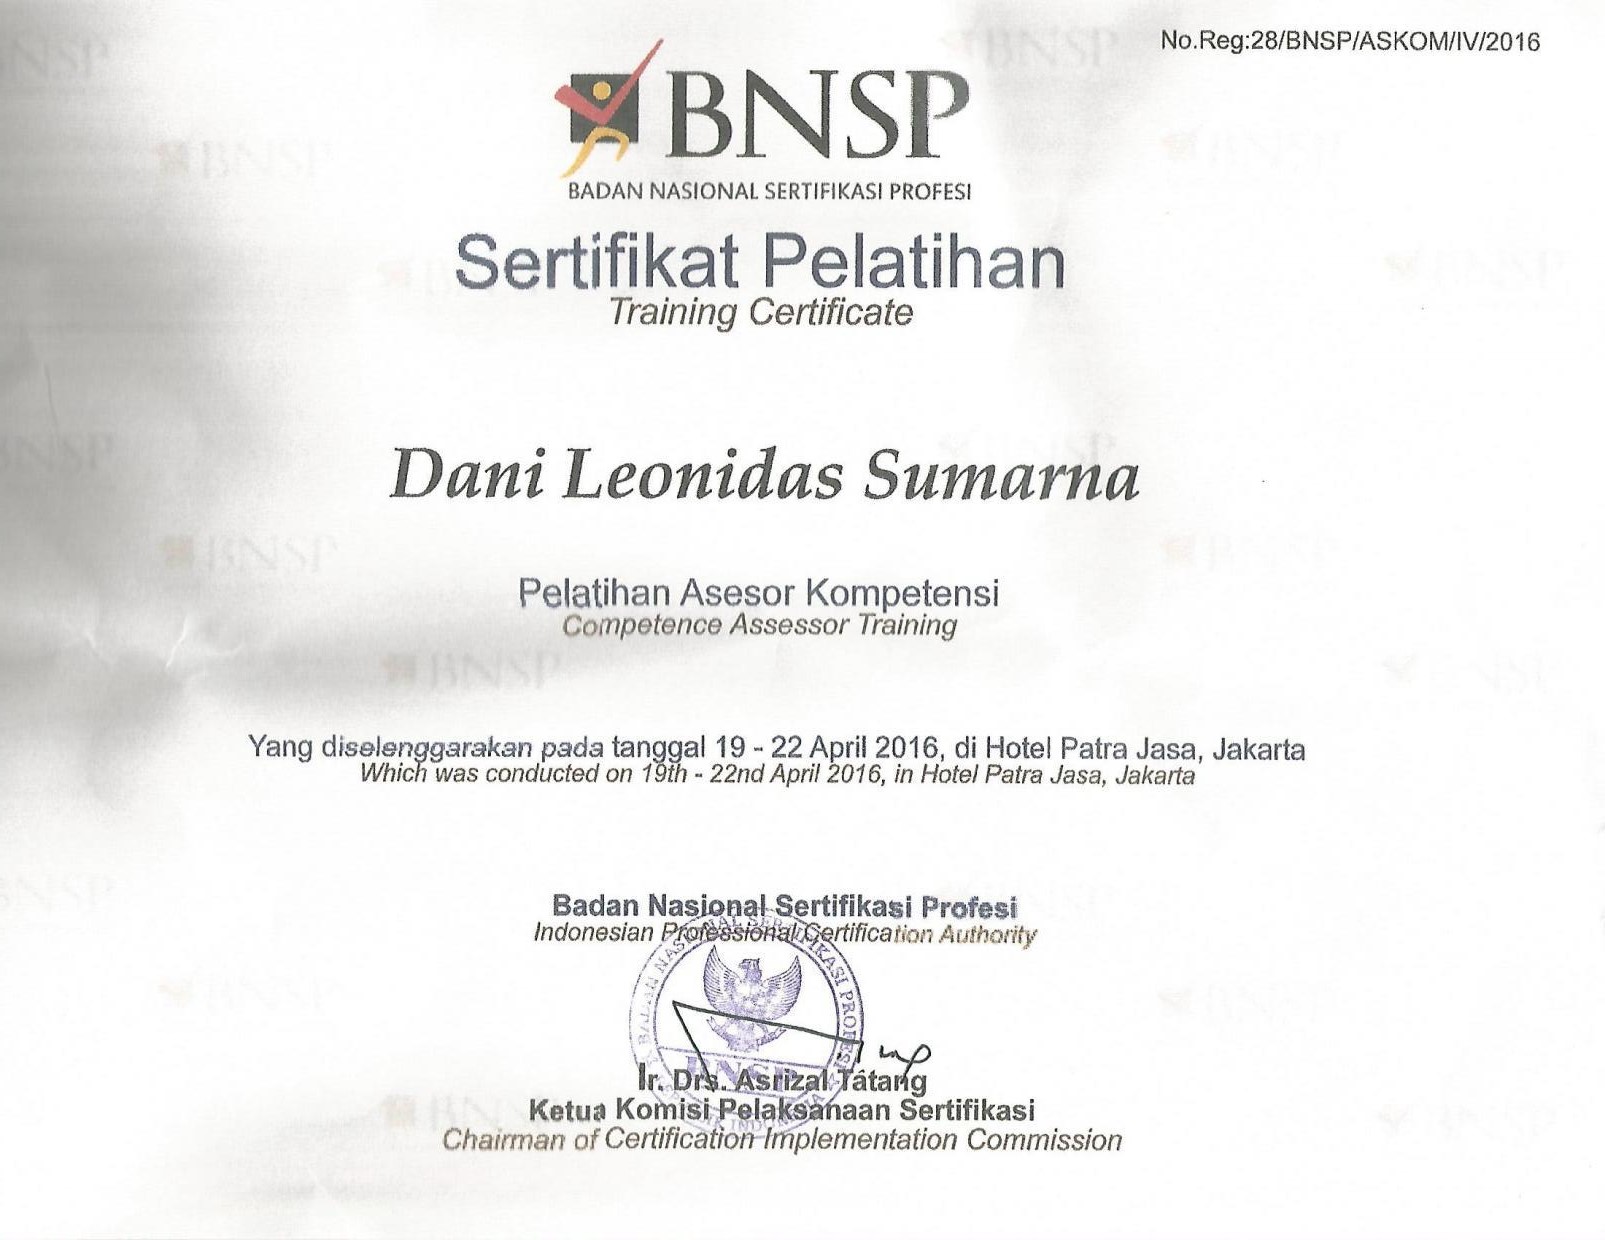 No.Reg:28/BNSP/ASKOM/IV/2016
BNSP
BADAN NASIONAL SERTIFIKASI PROFESI
Sertifikat Pelatihan
Training Certificate
Dani Leonidas Sumarna
Pelatihan Asesor Kompetensi
Competence Assessor Training
Yang diselenggarakan pada tanggal 19 - 22 April 2016, di Hotel Patra Jasa, Jakarta
Which was conducted on 19th - 22nd April 2016, in Hotel Patra Jasa, Jakarta
Badan Nasional Sertifikasi Profesi
Indonesian Professional Certification Authority
BADAN NASIONAL SERTIFIKASI PROFESI
BNSP
REPUBLIK INDONESIA
Ir. Drs. Asrizal Tatang
Ketua Komisi Pelaksanaan Sertifikasi
Chairman of Certification Implementation Commission